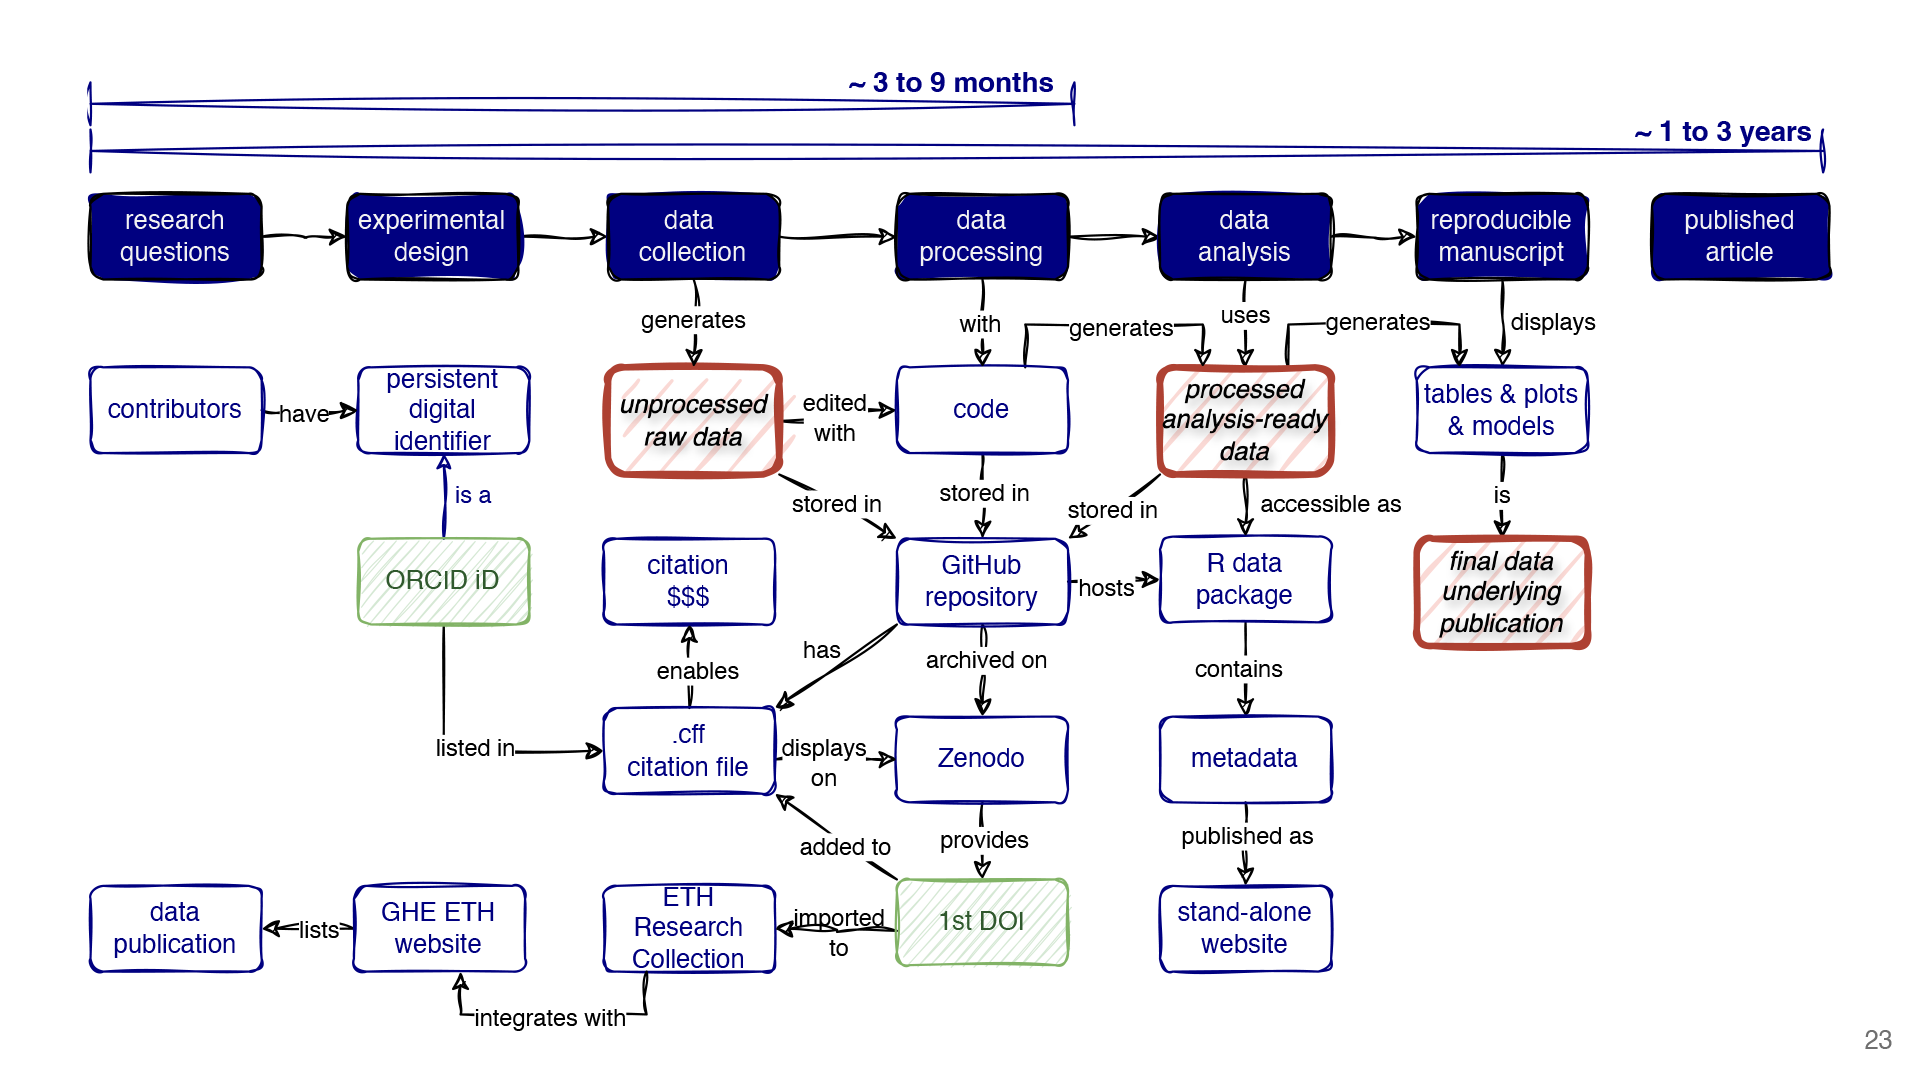 ~ 3 to 9 months
~ 1 to 3 years
research
questions
experimental
design
data
collection
data
processing
data
analysis
reproducible
manuscript
published
article
generates
with
generates
uses
generates
displays
contributors
have
persistent
digital
identifier
unprocessed
raw data
edited
with
code
processed
analysis-ready
data
tables & plots
& models
is a
stored in
stored in
stored in
accessible as
is
ORCID iD
citation
$$$
GitHub
repository
hosts
R data
package
final data
underlying
publication
enables
has
archived on
contains
listed in
.cff
citation file
displays
on
Zenodo
metadata
added to
provides
published as
data
publication
lists
GHE ETH
website
ETH
Research
Collection
imported
to
1st DOI
stand-alone
website
integrates with
23